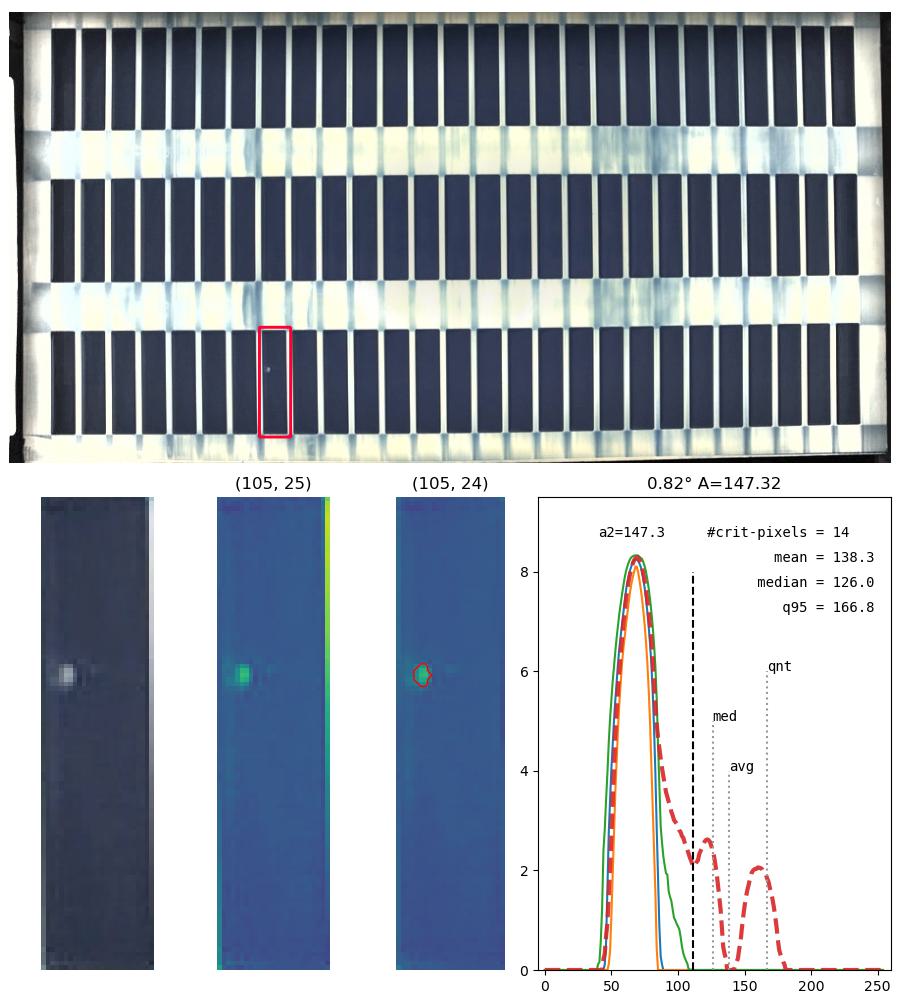 (105, 25)
(105, 24)
0.82° A=147.32
a2=147.3
#crit-pixels = 14
mean = 138.3
median = 126.0
q95 = 166.8
qnt
med
avg
8
6
4
2
0
0 50 100 150 200 250